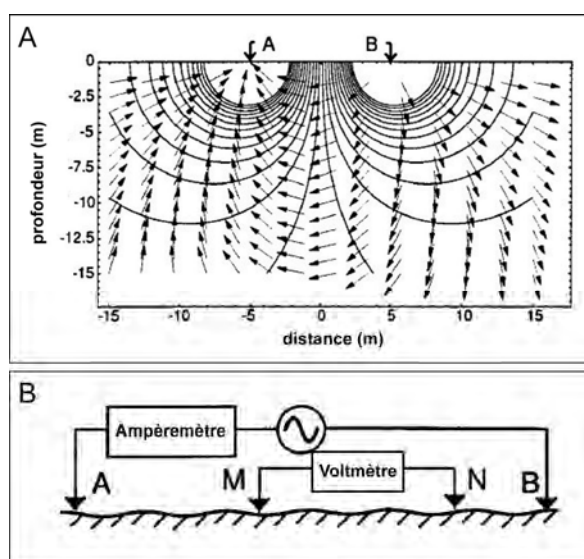 A
A B
0
-2.5
-5
-7.5
-10
-12.5
-15
profondeur (m)
-15 -10 -5 0 5 10 15
distance (m)
B
Ampèremètre
Voltmètre
A M N B